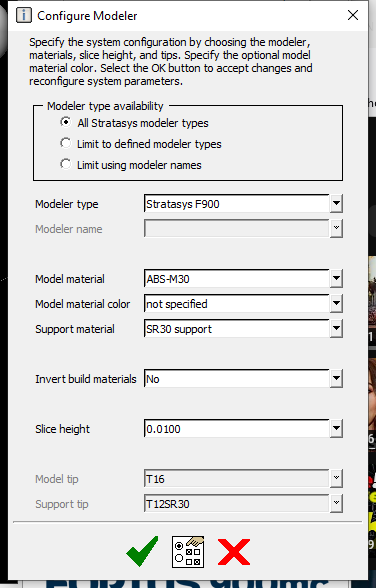 Configure Modeler
Specify the system configuration by choosing the modeler,
materials, slice height, and tips. Specify the optional model
material color. Select the OK button to accept changes and
reconfigure system parameters.
Modeler type availability
All Stratasys modeler types
Limit to defined modeler types
Limit using modeler names
Modeler type Stratasys F900
Modeler name
Model material ABS-M30
Model material color not specified
Support material SR30 support
Invert build materials No
Slice height 0.0100
Model tip T16
Support tip T12SR30